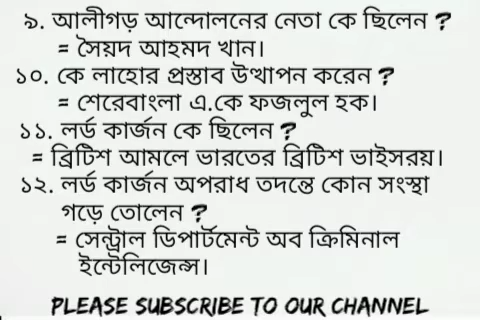 ৯. আলীগড় আন্দোলনের নেতা কে ছিলেন ?
= সৈয়দ আহমদ খান।
১০. কে লাহোর প্রস্তাব উত্থাপন করেন ?
= শেরেবাংলা এ.কে ফজলুল হক।
১১. লর্ড কার্জন কে ছিলেন ?
= ব্রিটিশ আমলে ভারতের ব্রিটিশ ভাইসরয়।
১২. লর্ড কার্জন অপরাধ তদন্তে কোন সংস্থা
গড়ে তোলেন ?
= সেন্ট্রাল ডিপার্টমেন্ট অব ক্রিমিনাল
ইন্টেলিজেন্স।
PLEASE SUBSCRIBE TO OUR CHANNEL